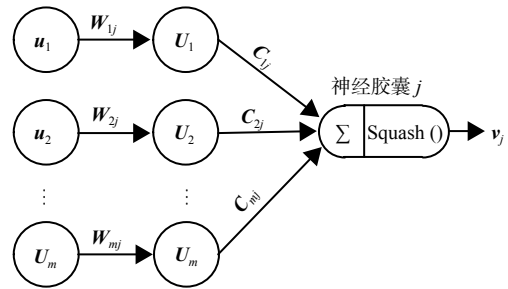 u₁ W₁ⱼ U₁ C₁ⱼ
神经胶囊 j
u₂ W₂ⱼ U₂ C₂ⱼ ∑ Squash () vⱼ
⋮ ⋮
Uₘ Wₘⱼ Uₘ Cₘⱼ